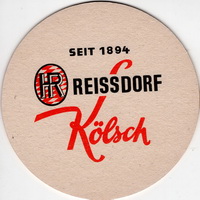 SEIT 1894
HR REISSDORF
Kölsch